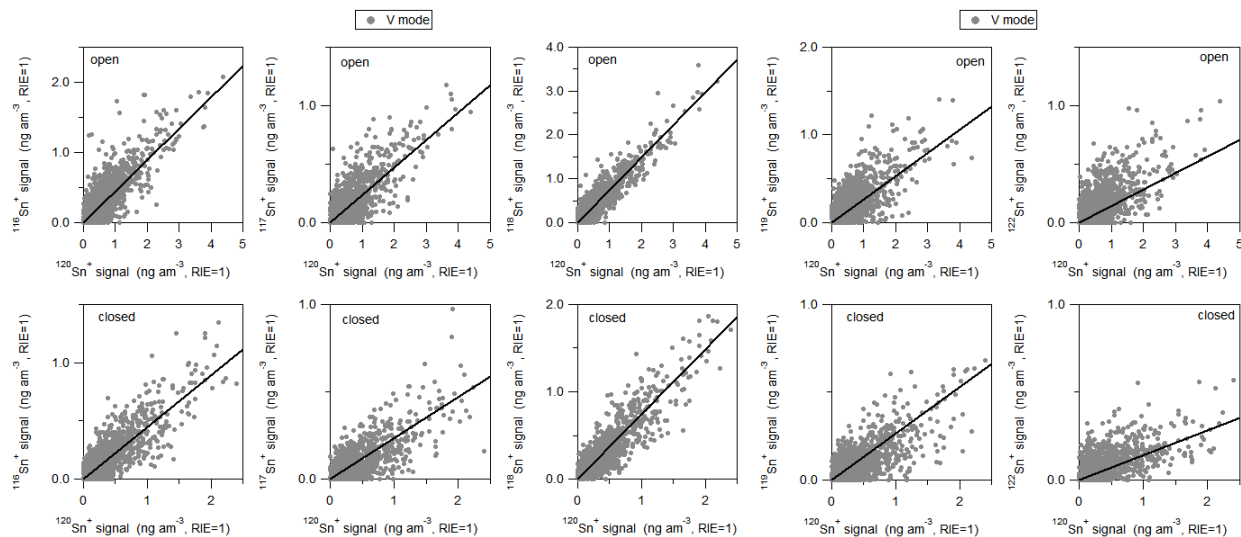 V mode
V mode
open
2.0
1.0
0.0
¹¹⁶Sn⁺ signal (ng am⁻³, RIE=1)
0 1 2 3 4 5
¹²⁰Sn⁺ signal (ng am⁻³, RIE=1)
open
1.0
0.0
¹¹⁷Sn⁺ signal (ng am⁻³, RIE=1)
0 1 2 3 4 5
¹²⁰Sn⁺ signal (ng am⁻³, RIE=1)
open
4.0
3.0
2.0
1.0
0.0
¹¹⁸Sn⁺ signal (ng am⁻³, RIE=1)
0 1 2 3 4 5
¹²⁰Sn⁺ signal (ng am⁻³, RIE=1)
open
2.0
1.0
0.0
¹¹⁹Sn⁺ signal (ng am⁻³, RIE=1)
0 1 2 3 4 5
¹²⁰Sn⁺ signal (ng am⁻³, RIE=1)
open
1.0
0.0
¹²²Sn⁺ signal (ng am⁻³, RIE=1)
0 1 2 3 4 5
¹²⁰Sn⁺ signal (ng am⁻³, RIE=1)
closed
1.0
0.0
¹¹⁶Sn⁺ signal (ng am⁻³, RIE=1)
0 1 2
¹²⁰Sn⁺ signal (ng am⁻³, RIE=1)
closed
1.0
0.0
¹¹⁷Sn⁺ signal (ng am⁻³, RIE=1)
0 1 2
¹²⁰Sn⁺ signal (ng am⁻³, RIE=1)
closed
2.0
1.0
0.0
¹¹⁸Sn⁺ signal (ng am⁻³, RIE=1)
0 1 2
¹²⁰Sn⁺ signal (ng am⁻³, RIE=1)
closed
1.0
0.0
¹¹⁹Sn⁺ signal (ng am⁻³, RIE=1)
0 1 2
¹²⁰Sn⁺ signal (ng am⁻³, RIE=1)
closed
1.0
0.0
¹²²Sn⁺ signal (ng am⁻³, RIE=1)
0 1 2
¹²⁰Sn⁺ signal (ng am⁻³, RIE=1)